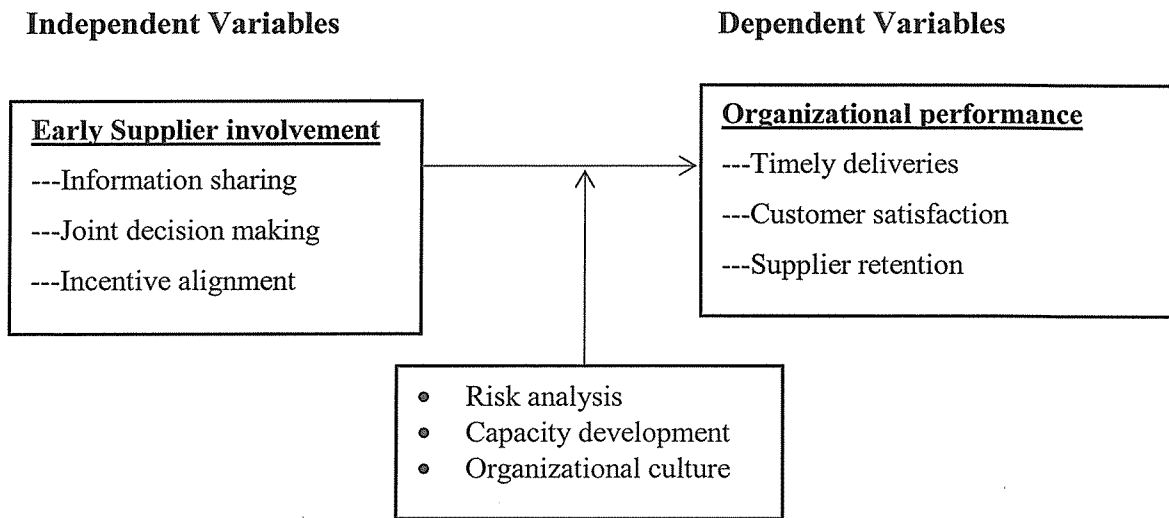 Independent Variables
Dependent Variables
Early Supplier involvement
---Information sharing
---Joint decision making
---Incentive alignment
Organizational performance
---Timely deliveries
---Customer satisfaction
---Supplier retention
• Risk analysis
• Capacity development
• Organizational culture